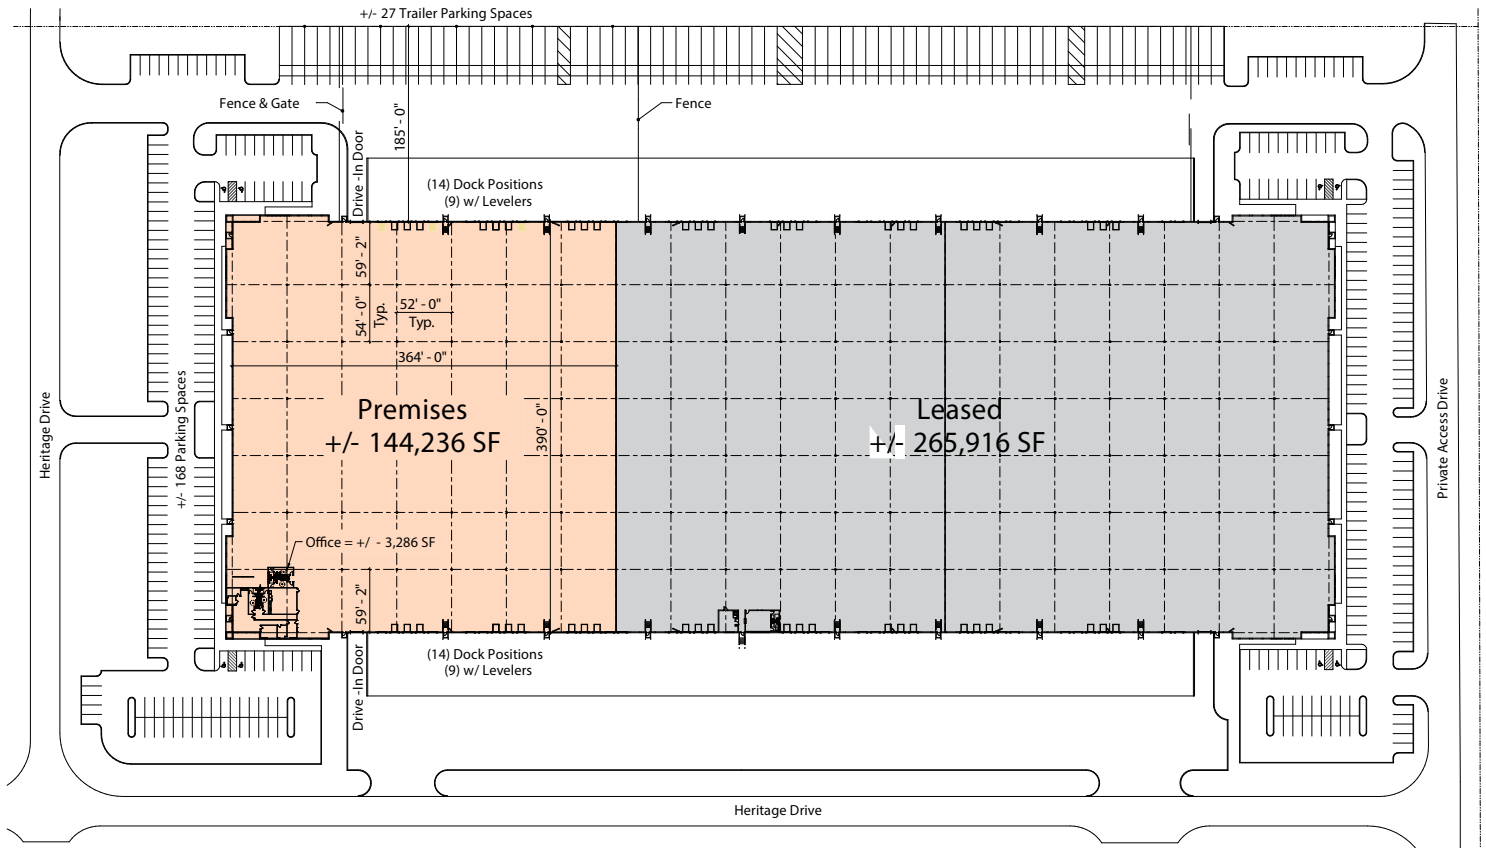 +/- 27 Trailer Parking Spaces
Fence & Gate
Fence
185' - 0"
Drive -In Door
(14) Dock Positions
(9) w/ Levelers
59' - 2"
54' - 0"
Typ.
52' - 0"
Typ.
364' - 0"
Premises
+/- 144,236 SF
390' - 0"
Leased
+/- 265,916 SF
Heritage Drive
+/- 168 Parking Spaces
Private Access Drive
Office = +/  - 3,286 SF
59' - 2"
(14) Dock Positions
(9) w/ Levelers
Drive -In Door
Heritage Drive